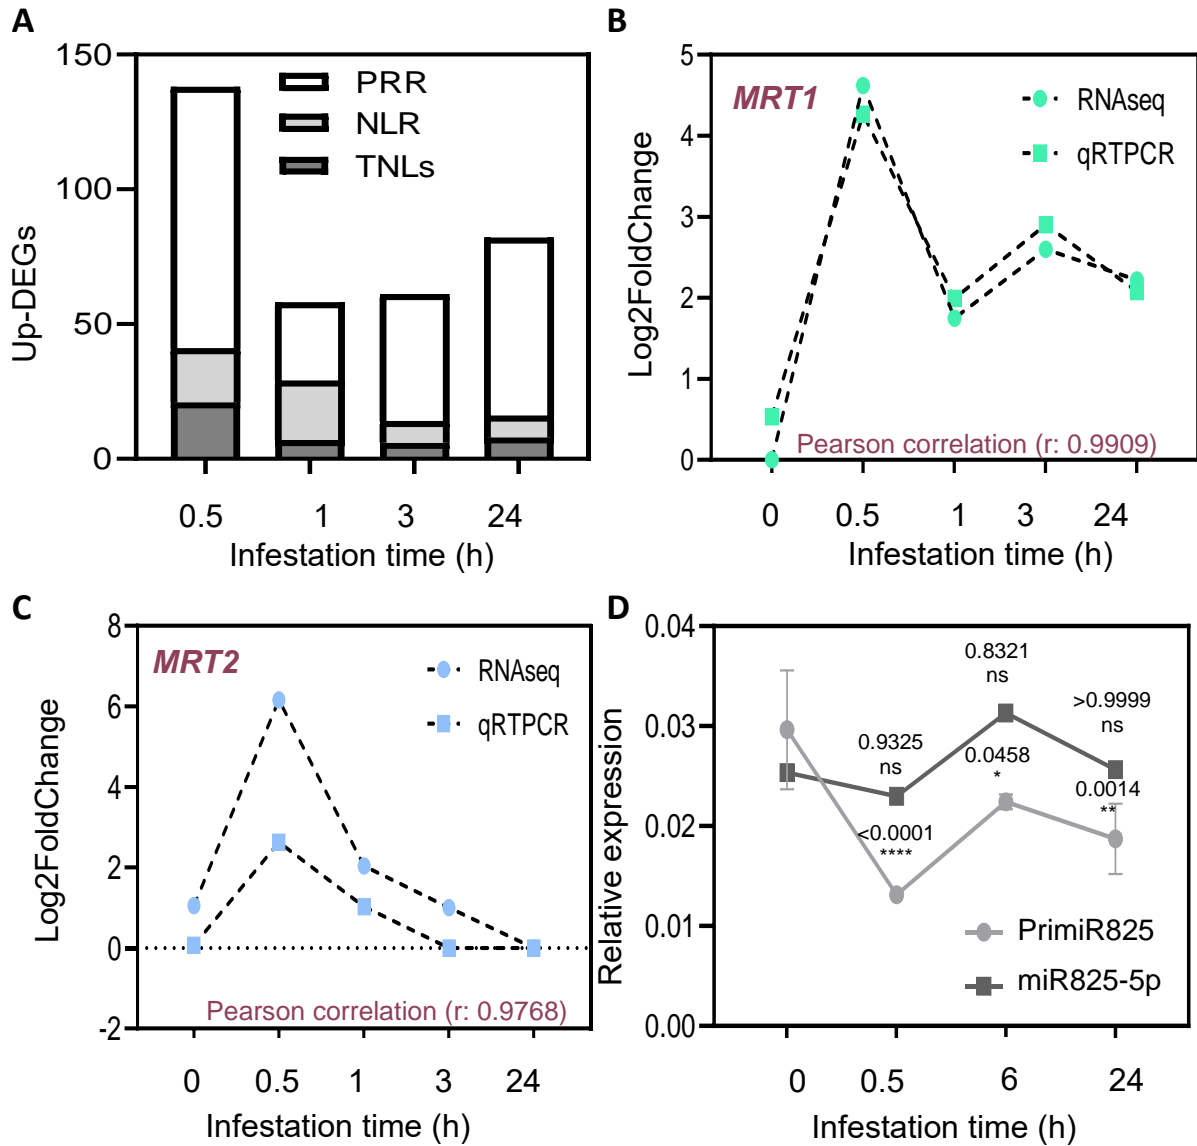 A
150
100
50
0
Up-DEGs
PRR
NLR
TNLs
0.5 1 3 24
Infestation time (h)
B
5
4
3
2
1
0
Log2FoldChange
MRT1
RNAseq
qRTPCR
Pearson correlation (r: 0.9909)
0 0.5 1 3 24
Infestation time (h)
C
8
6
4
2
0
-2
Log2FoldChange
MRT2
RNAseq
qRTPCR
Pearson correlation (r: 0.9768)
0 0.5 1 3 24
Infestation time (h)
D
0.04
0.03
0.02
0.01
0.00
Relative expression
0.8321
ns
>0.9999
ns
0.9325
ns
0.0458
*
0.0014
**
<0.0001
****
PrimiR825
miR825-5p
0 0.5 6 24
Infestation time (h)